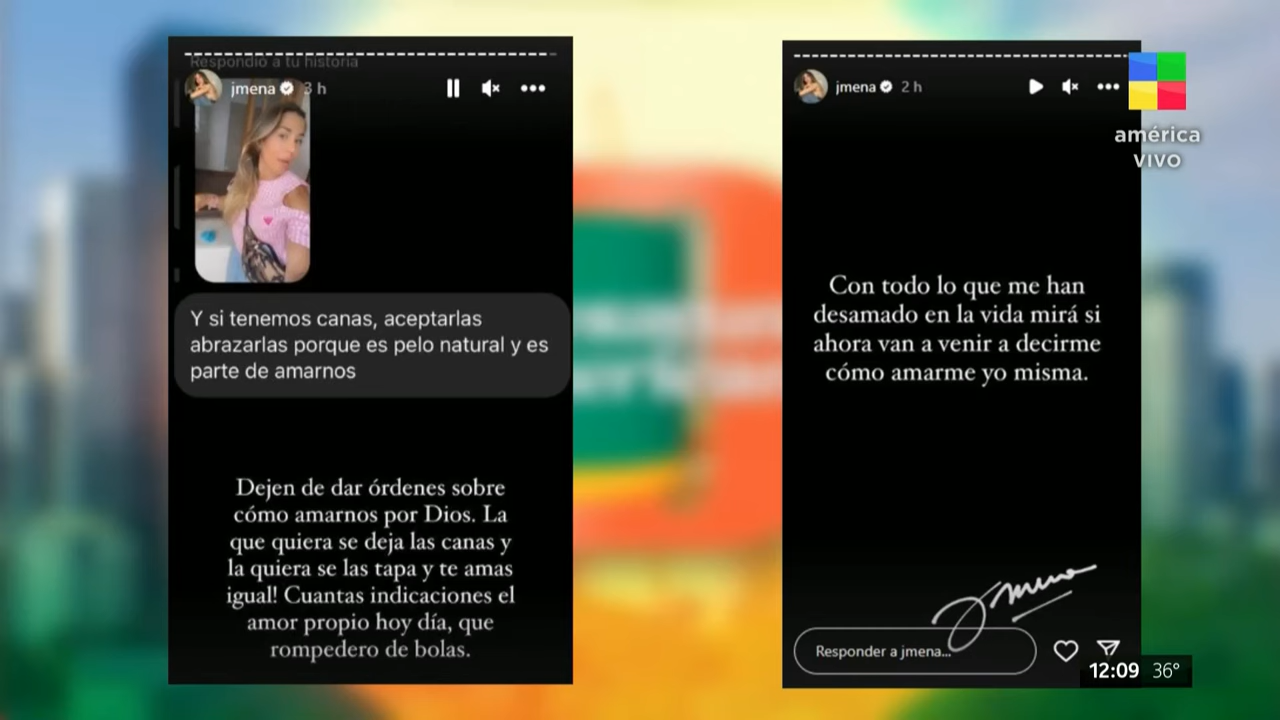 Respondió a tu historia
jmena 3 h
Y si tenemos canas, aceptarlas
abrazarlas porque es pelo natural y es
parte de amarnos
Dejen de dar órdenes sobre
cómo amarnos por Dios. La
que quiera se deja las canas y
la quiera se las tapa y te amas
igual! Cuantas indicaciones el
amor propio hoy día, que
rompedero de bolas.
jmena 2 h
Con todo lo que me han
desamado en la vida mirá si
ahora van a venir a decirme
cómo amarme yo misma.
Jmena
Responder a jmena...
américa
VIVO
12:09 36°